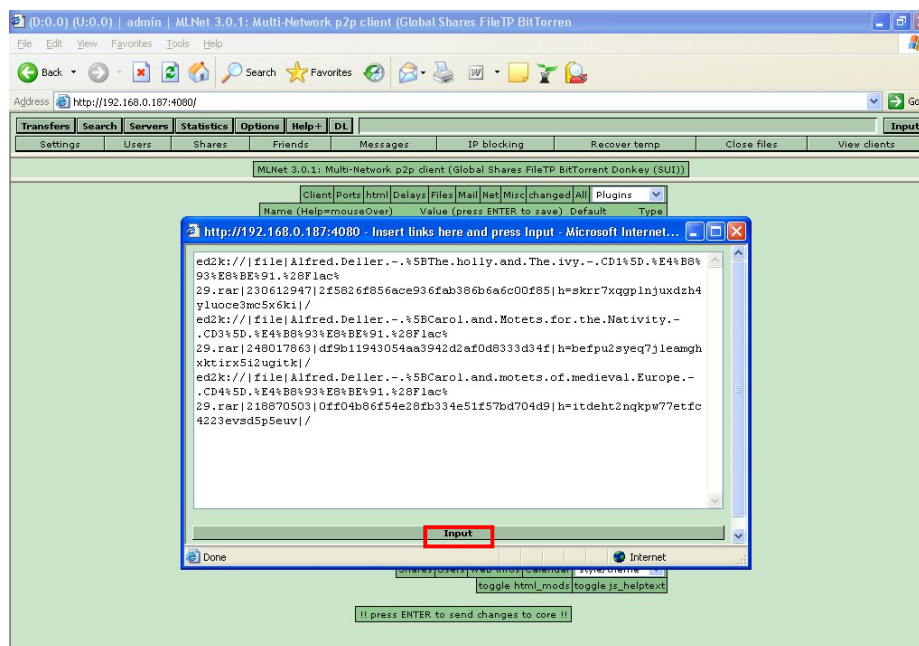 (D:0.0) (U:0.0) | admin | MLNet 3.0.1: Multi-Network p2p client (Global Shares FileTP BitTorren
File Edit View Favorites Tools Help
Back Search Favorites
Address http://192.168.0.187:4080/ Go
Transfers Search Servers Statistics Options Help+ DL Input
Settings Users Shares Friends Messages IP blocking Recover temp Close files View clients
MLNet 3.0.1: Multi-Network p2p client (Global Shares FileTP BitTorrent Donkey (SUI))
Client Ports html Delays Files Mail Net Misc changed All Plugins
Name (Help=mouseOver) Value (press ENTER to save) Default Type
http://192.168.0.187:4080 - Insert links here and press Input - Microsoft Internet...
ed2k://|file|Alfred.Deller.-.%5BThe.holly.and.The.ivy.-.CD1%5D.%E4%B8%
93%E8%BE%91.%28Flac%
29.rar|230612947|2f5826f856ace936fab386b6a6c00f85|h=skrr7xqgplnjuxdzh4
yluoce3mc5x6ki|/
ed2k://|file|Alfred.Deller.-.%5BCarol.and.Motets.for.the.Nativity.-
.CD3%5D.%E4%B8%93%E8%BE%91.%28Flac%
29.rar|248017863|df9b11943054aa3942d2af0d8333d34f|h=befpu2syeq7jleamgh
xktirx5i2ugitk|/
ed2k://|file|Alfred.Deller.-.%5BCarol.and.motets.of.medieval.Europe.-
.CD4%5D.%E4%B8%93%E8%BE%91.%28Flac%
29.rar|218870503|0ff04b86f54e28fb334e51f57bd704d9|h=itdeht2nqkpw77etfc
4223evsd5p5euv|/
Input
Done Internet
Shares Users Web infos Calendar style/theme
toggle html_mods toggle js_helptext
!! press ENTER to send changes to core !!